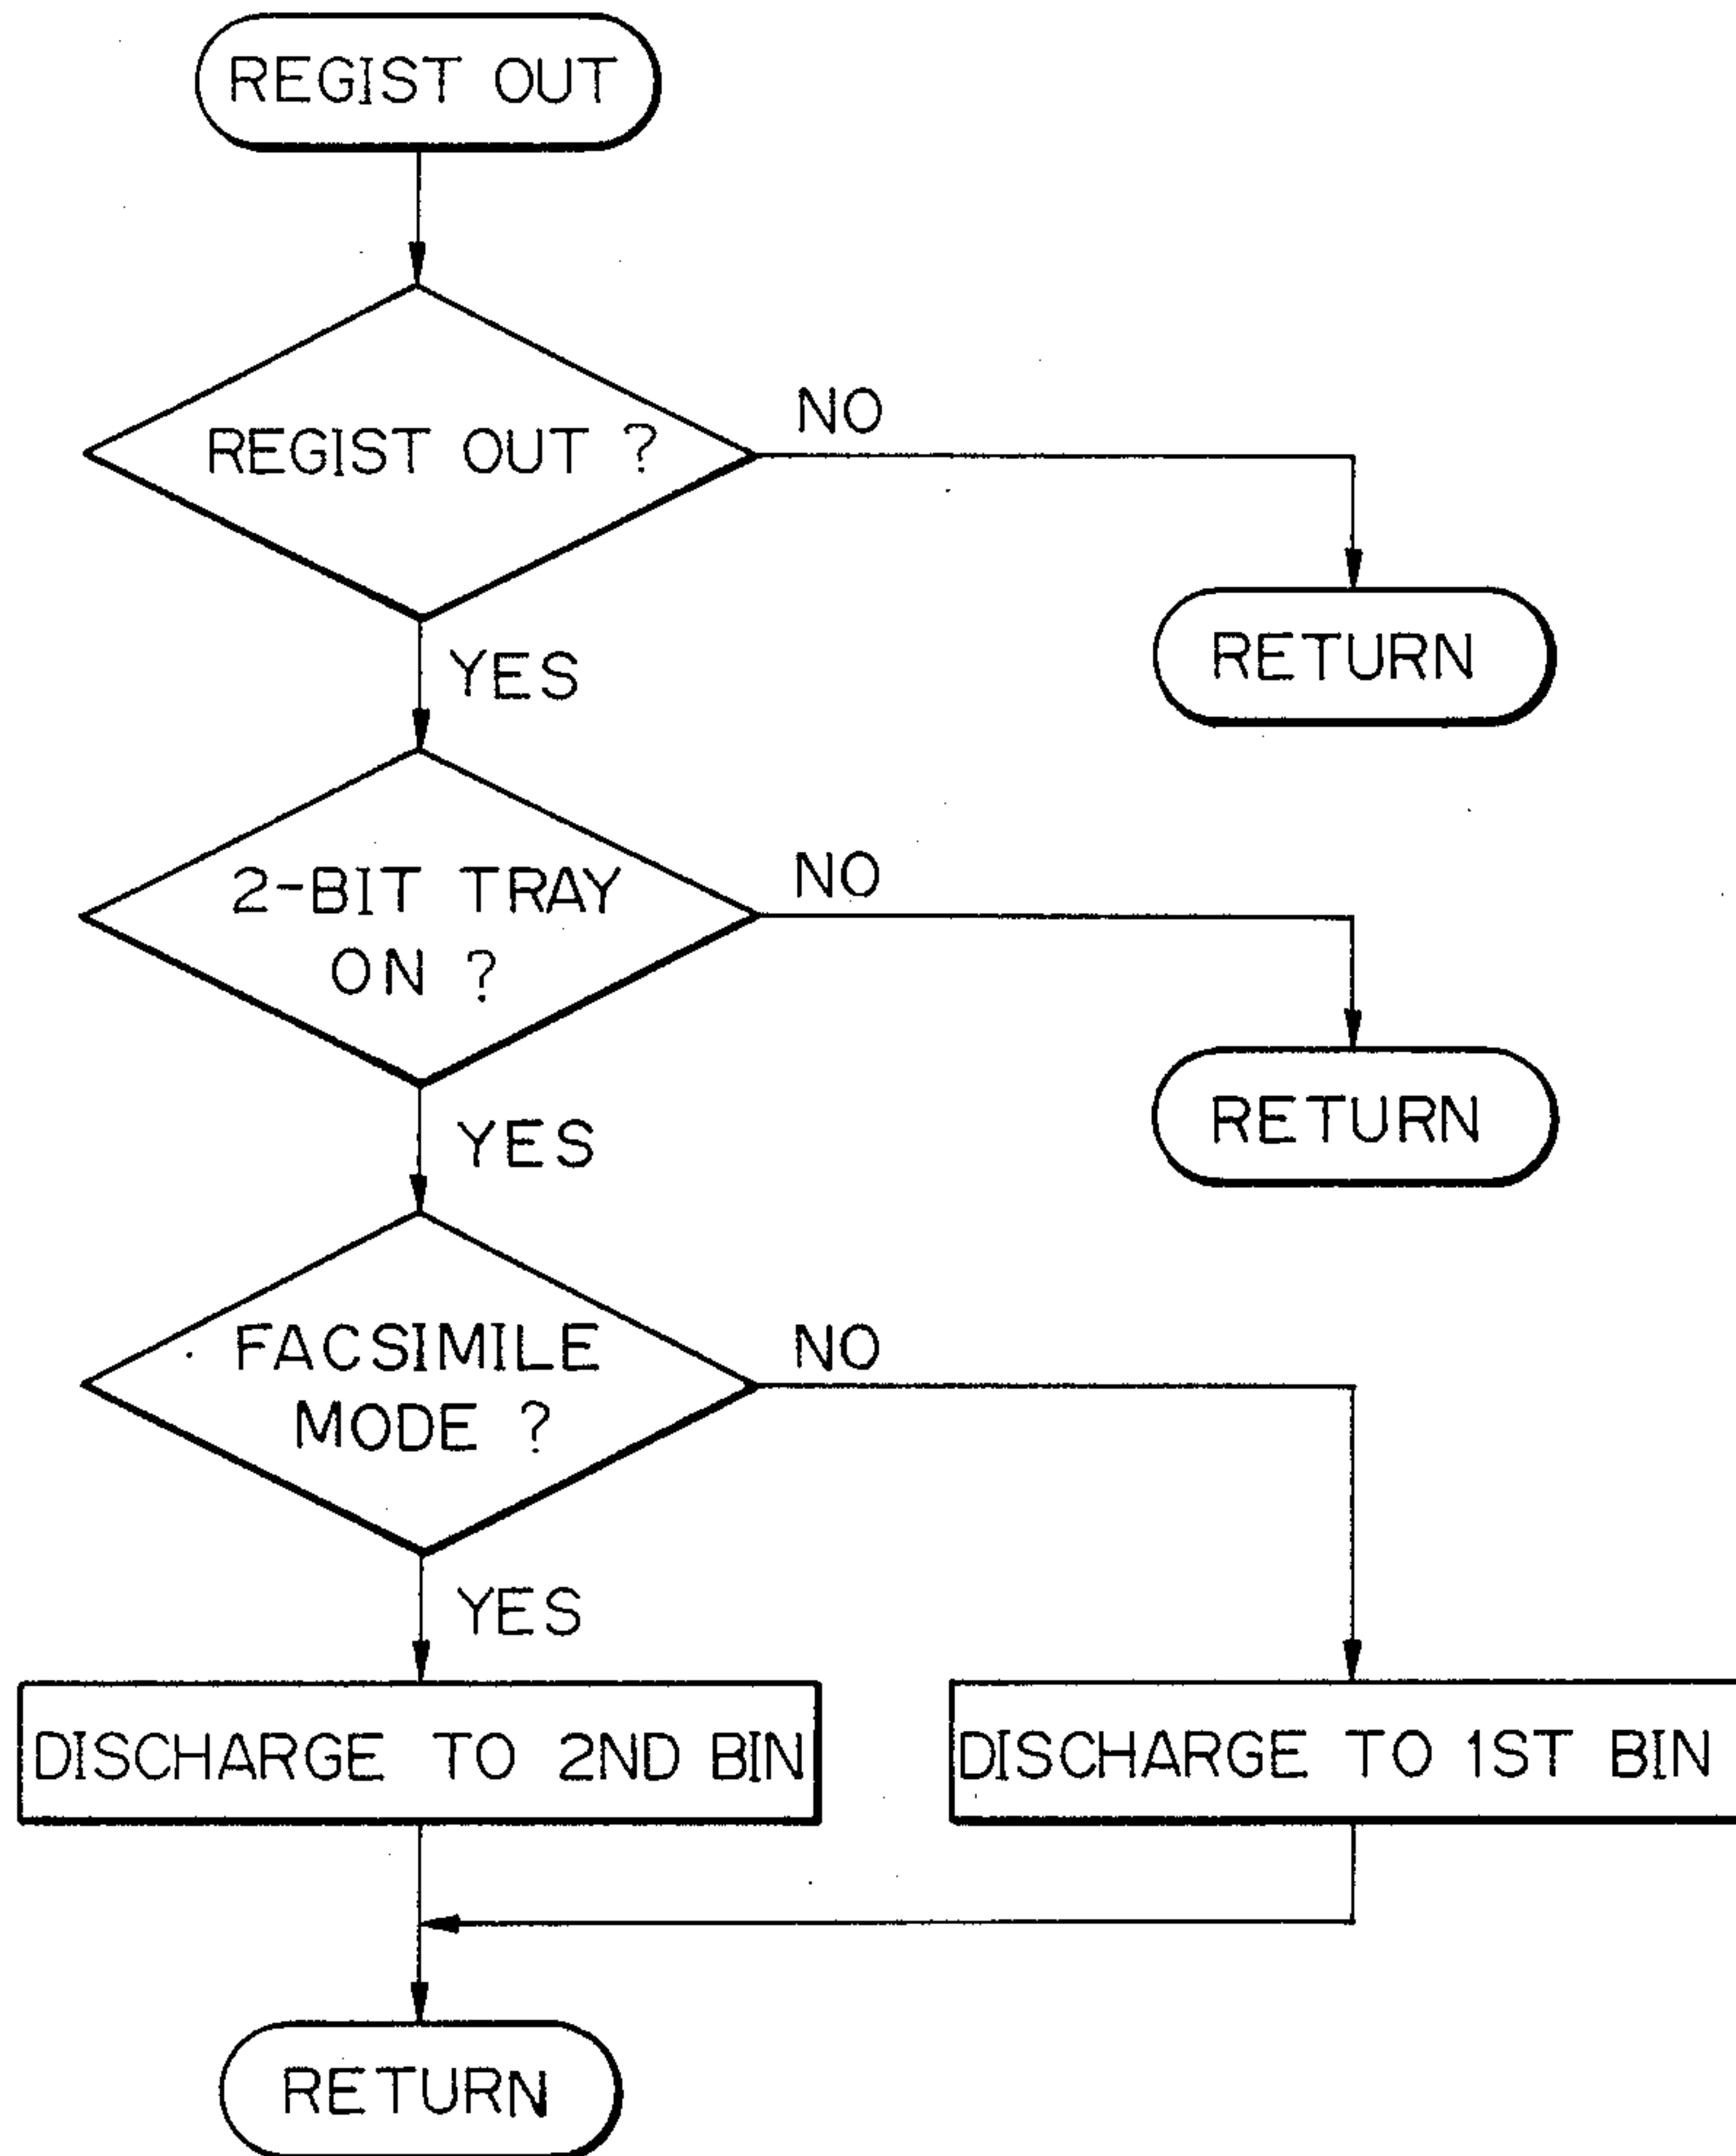 REGIST OUT
REGIST OUT ?
NO
RETURN
YES
2-BIT TRAY
ON ?
NO
RETURN
YES
FACSIMILE
MODE ?
NO
YES
DISCHARGE TO 2ND BIN
DISCHARGE TO 1ST BIN
RETURN